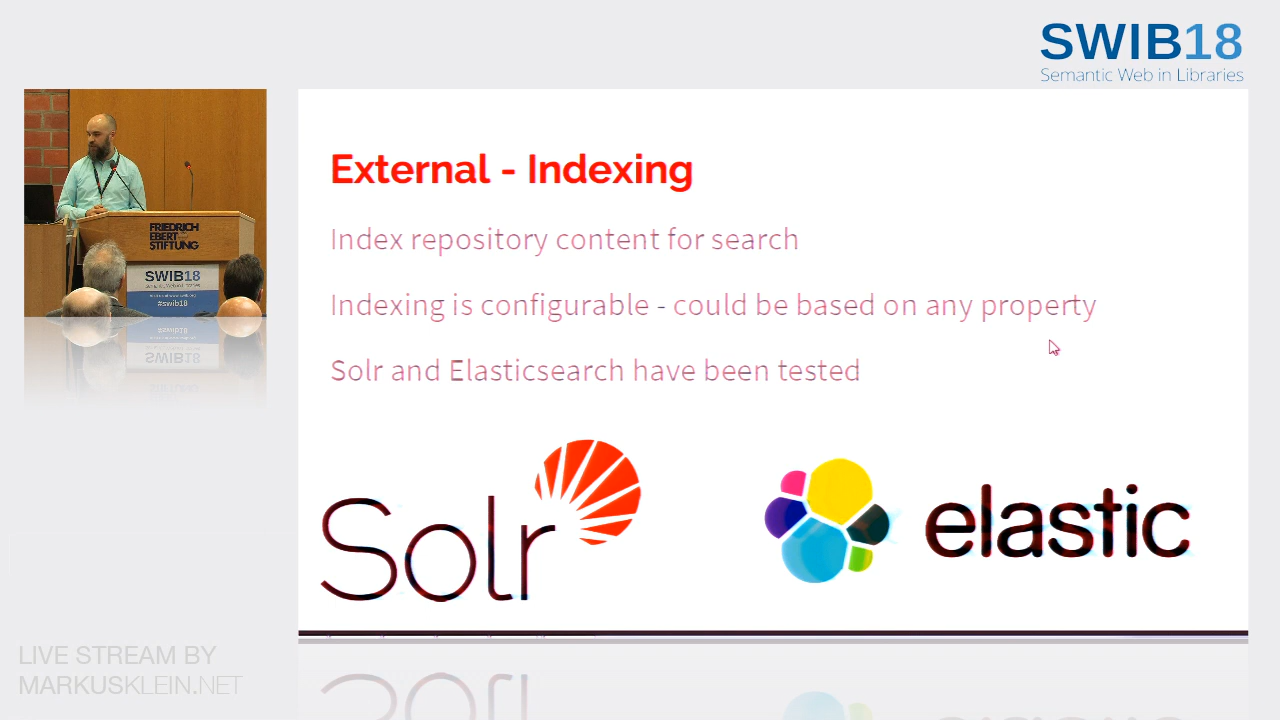 SWIB18
Semantic Web in Libraries
FRIEDRICH
EBERT
STIFTUNG
SWIB18
#swib18
External - Indexing
Index repository content for search
Indexing is configurable - could be based on any property
Solr and Elasticsearch have been tested
Solr
elastic
LIVE STREAM BY
MARKUSKLEIN.NET